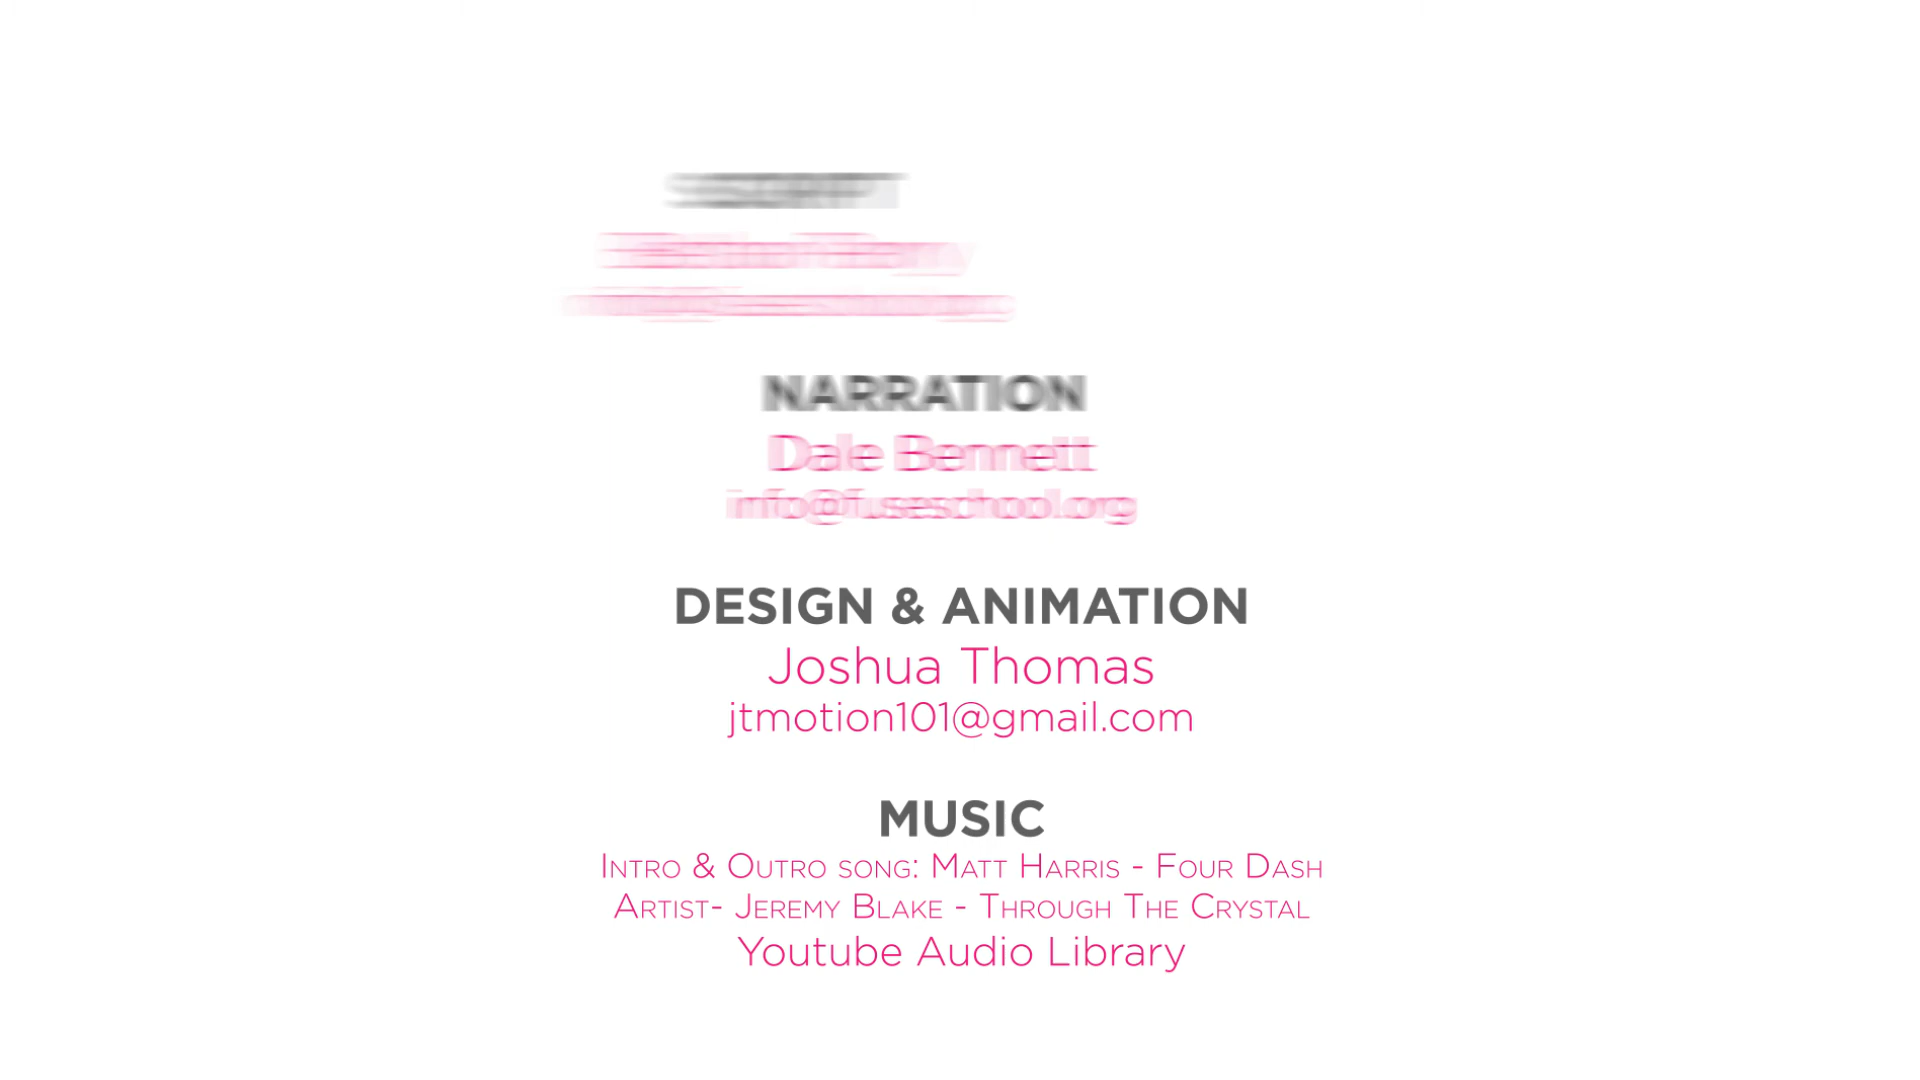 SCRIPT
NARRATION
Dale Bennett
info@fuseschool.org
DESIGN & ANIMATION
Joshua Thomas
jtmotion101@gmail.com
MUSIC
Intro & Outro song: Matt Harris - Four Dash
Artist- Jeremy Blake - Through The Crystal
Youtube Audio Library